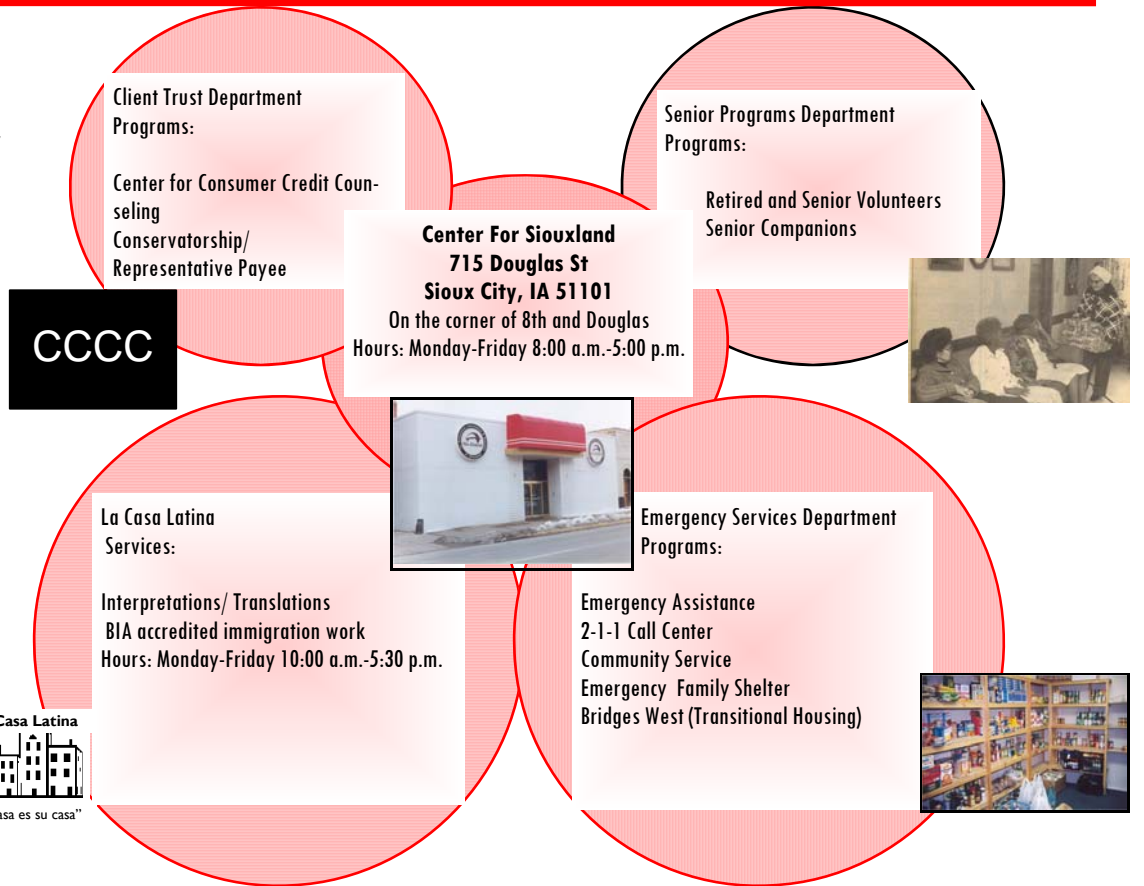 Client Trust Department
Programs:
Center for Consumer Credit Coun-
seling
Conservatorship/
Representative Payee
Senior Programs Department
Programs:
Retired and Senior Volunteers
Senior Companions
Center For Siouxland
715 Douglas St
Sioux City, IA 51101
On the corner of 8th and Douglas
Hours: Monday-Friday 8:00 a.m.-5:00 p.m.
CCCC
La Casa Latina
Services:
Interpretations/ Translations
BIA accredited immigration work
Hours: Monday-Friday 10:00 a.m.-5:30 p.m.
Emergency Services Department
Programs:
Emergency Assistance
2-1-1 Call Center
Community Service
Emergency Family Shelter
Bridges West (Transitional Housing)
Casa Latina
asa es su casa”